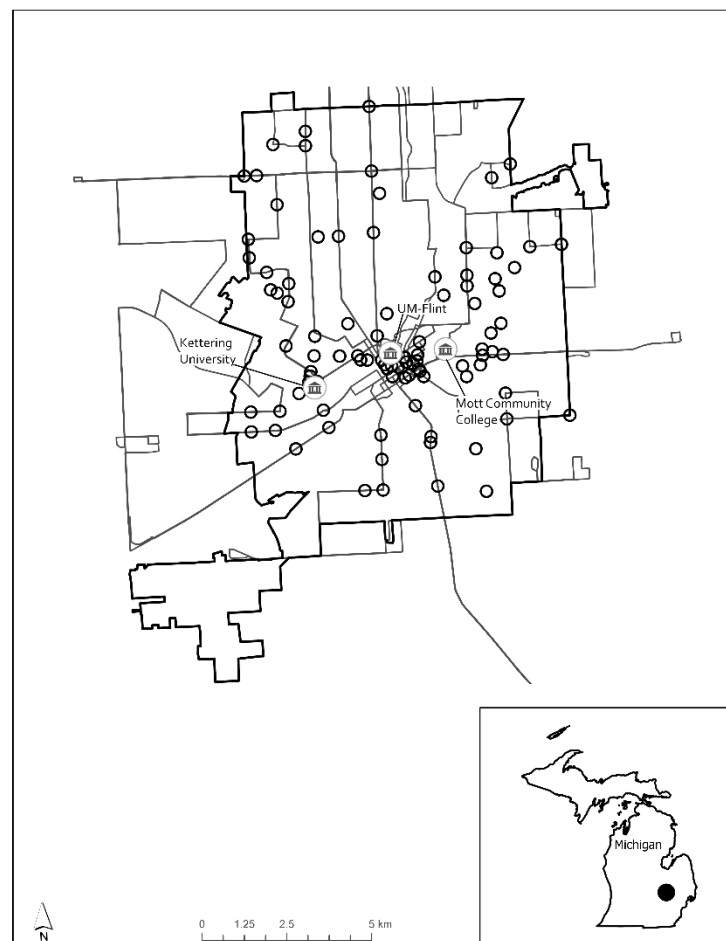 UM-Flint
Kettering
University
Mott Community
College
Michigan
N
0 1.25 2.5 5 km